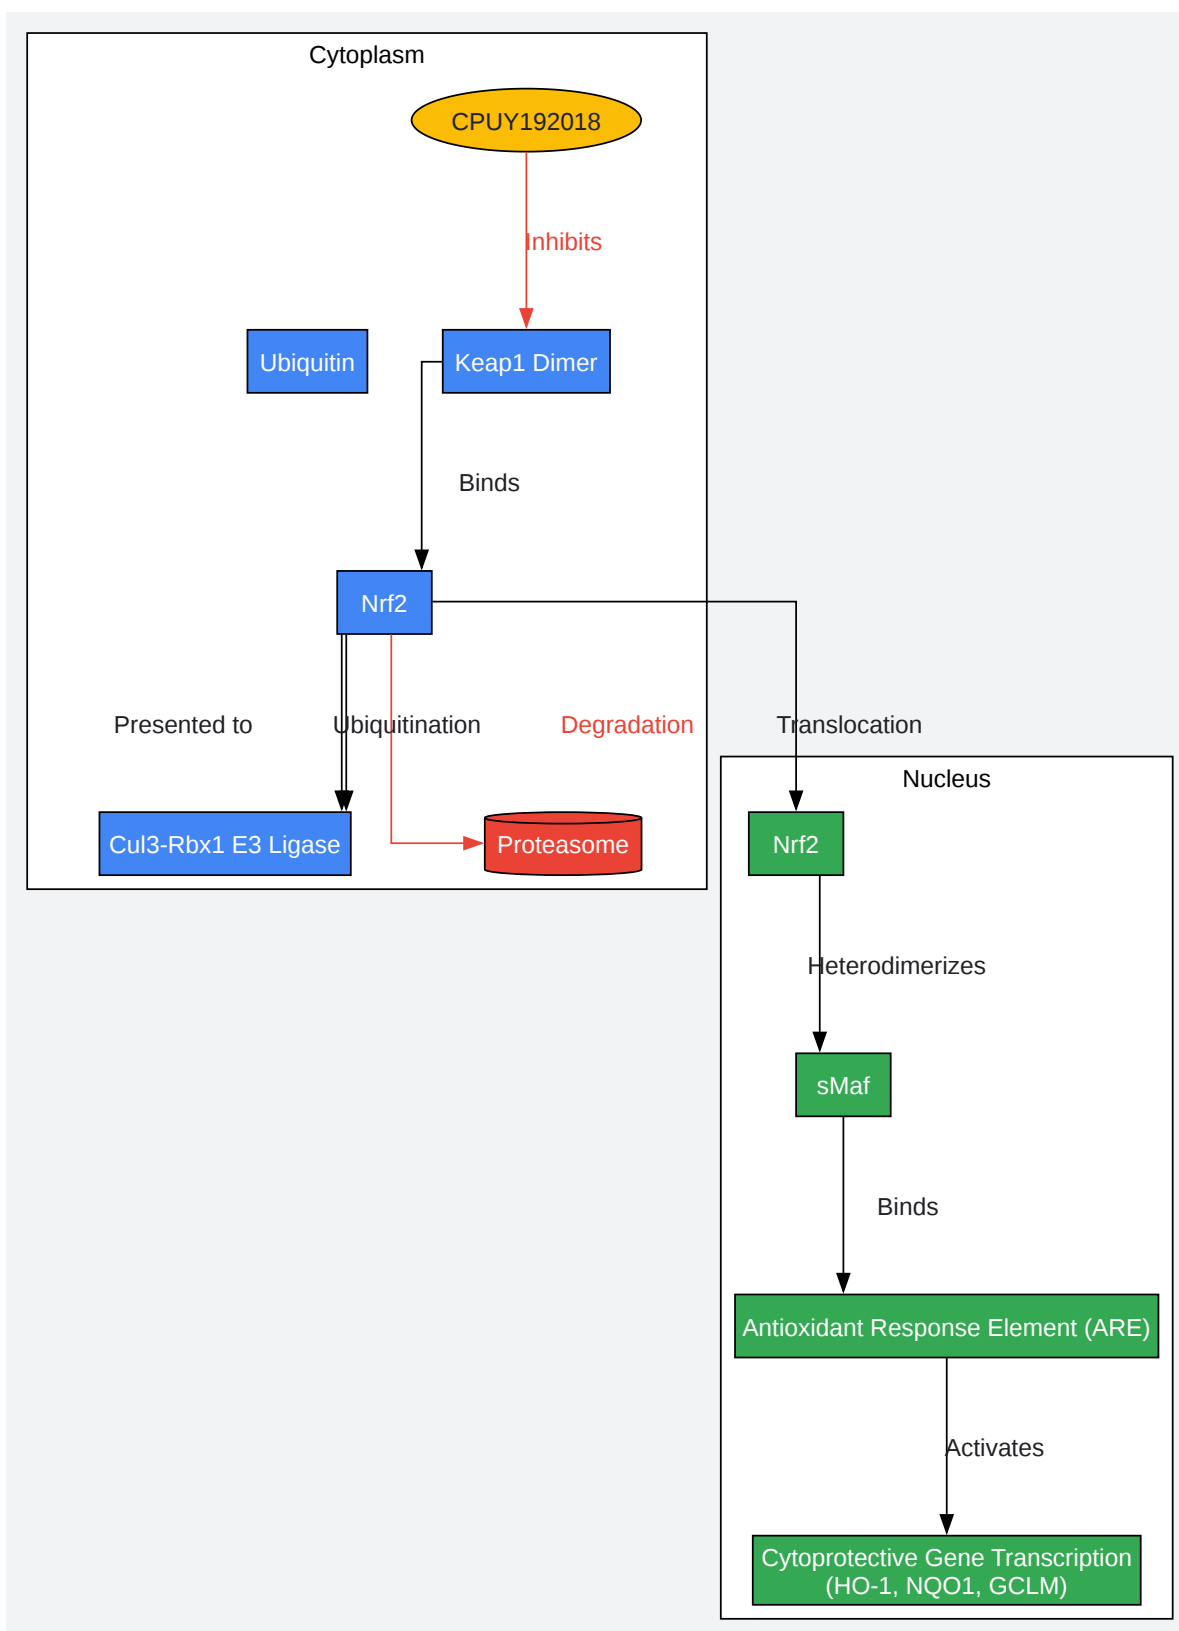 Cytoplasm
CPUY192018
Inhibits
Ubiquitin
Keap1 Dimer
Binds
Nrf2
Presented to
Ubiquitination
Degradation
Translocation
Cul3-Rbx1 E3 Ligase
Proteasome
Nucleus
Nrf2
Heterodimerizes
sMaf
Binds
Antioxidant Response Element (ARE)
Activates
Cytoprotective Gene Transcription
(HO-1, NQO1, GCLM)